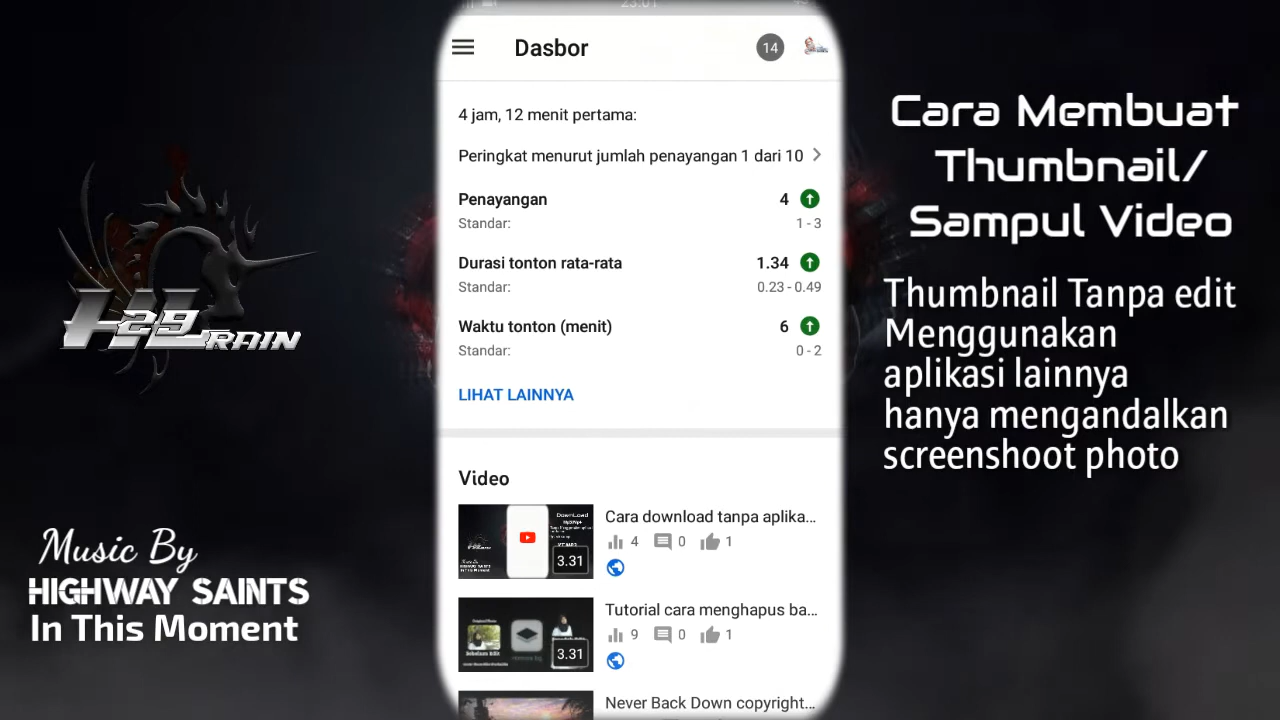 23:01
Dasbor
14
4 jam, 12 menit pertama:
Peringkat menurut jumlah penayangan 1 dari 10
Penayangan 4
Standar: 1 - 3
Durasi tonton rata-rata 1.34
Standar: 0.23 - 0.49
Waktu tonton (menit) 6
Standar: 0 - 2
LIHAT LAINNYA
Video
Cara download tanpa aplika...
4 0 1
3.31
Tutorial cara menghapus ba...
9 0 1
3.31
Never Back Down copyright...
H29RAIN
Music By
HIGHWAY SAINTS
In This Moment
Cara Membuat
Thumbnail/
Sampul Video
Thumbnail Tanpa edit
Menggunakan
aplikasi lainnya
hanya mengandalkan
screenshoot photo